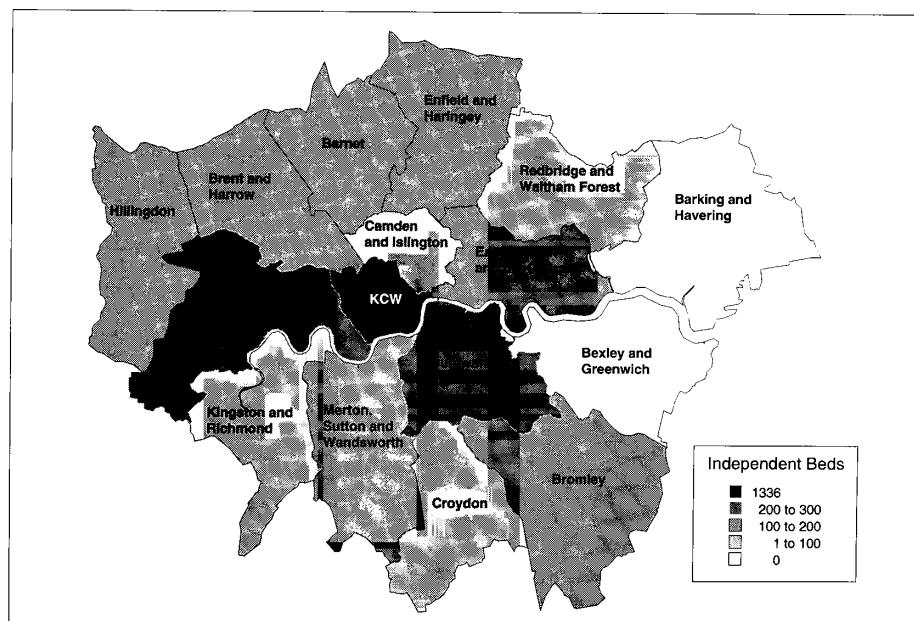 Enfield and
Haringey
Barnet
Redbridge and
Waltham Forest
Brent and
Harrow
Barking and
Havering
Hillingdon
Camden
and Islington
KCW
Bexley and
Greenwich
Kingston and
Richmond
Merton,
Sutton and
Wandsworth
Croydon
Bromley
Independent Beds
1336
200 to 300
100 to 200
1 to 100
0